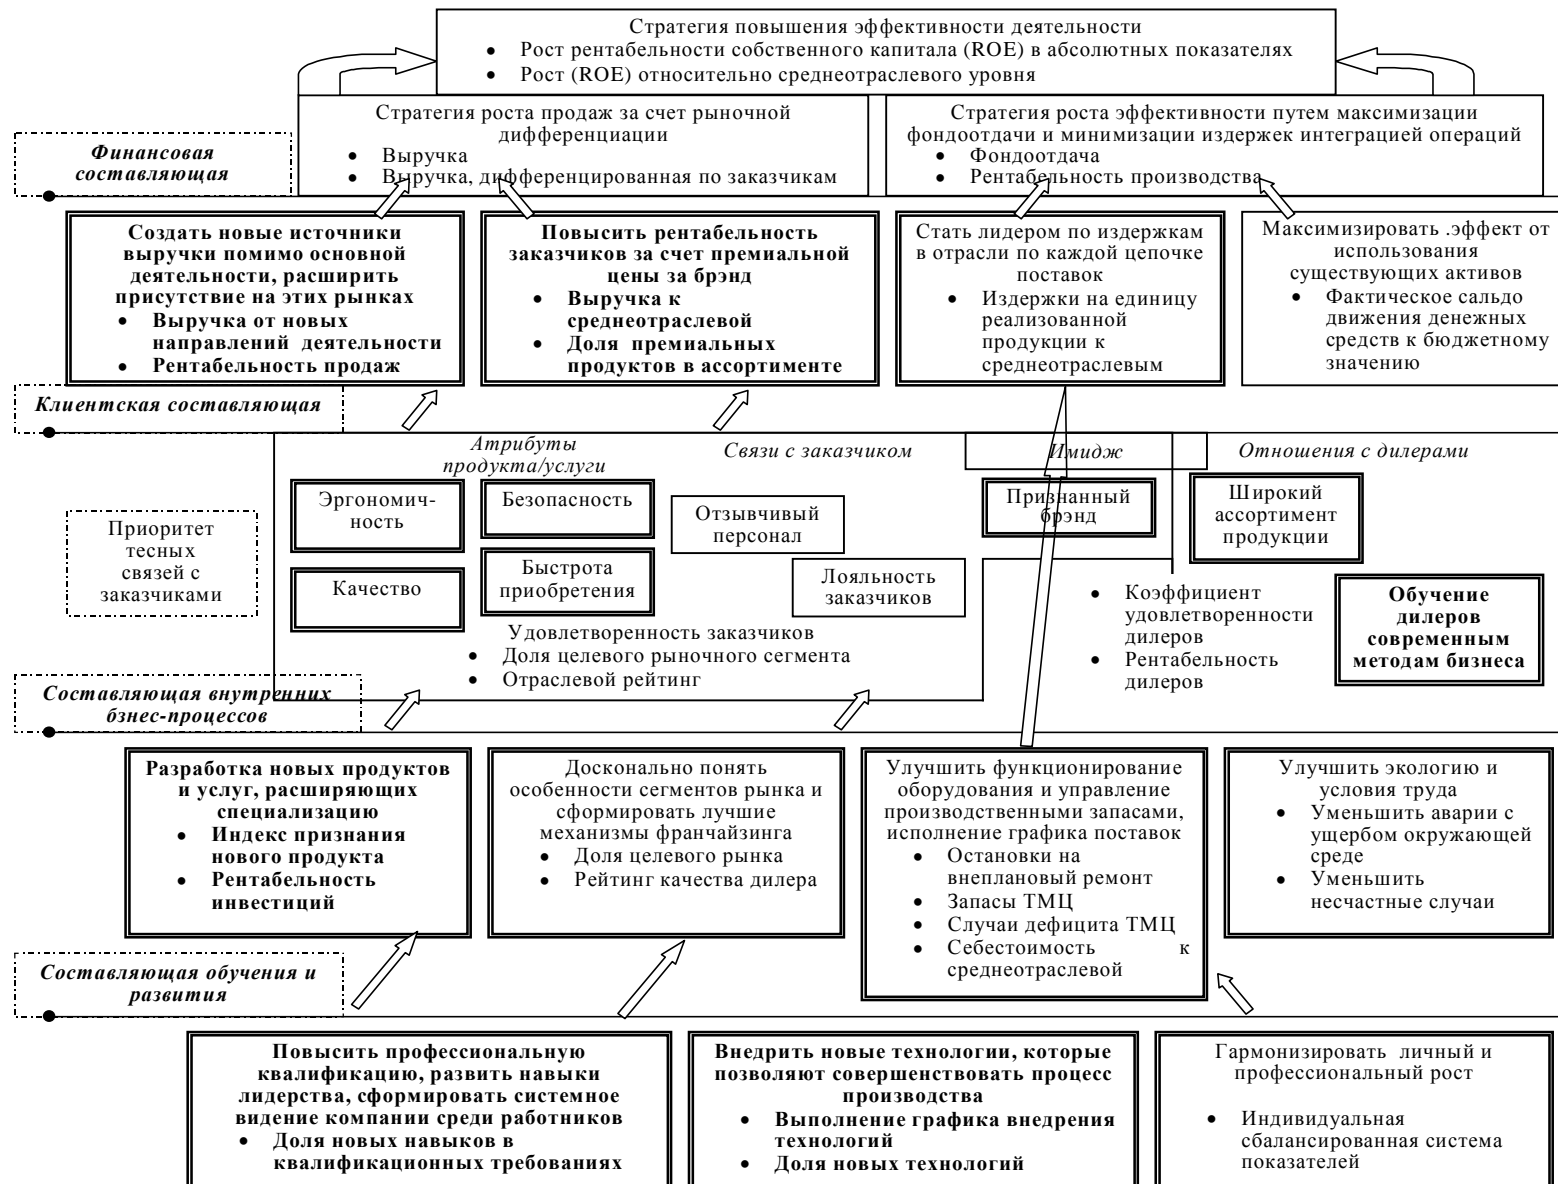 Стратегия повышения эффективности деятельности
• Рост рентабельности собственного капитала (ROE) в абсолютных показателях
• Рост (ROE) относительно среднеотраслевого уровня
Стратегия роста продаж за счет рыночной
дифференциации
• Выручка
• Выручка, дифференцированная по заказчикам
Стратегия роста эффективности путем максимизации
фондоотдачи и минимизации издержек интеграцией операций
• Фондоотдача
• Рентабельность производства
Финансовая
составляющая
Создать новые источники
выручки помимо основной
деятельности, расширить
присутствие на этих рынках
• Выручка от новых
направлений деятельности
• Рентабельность продаж
Повысить рентабельность
заказчиков за счет премиальной
цены за брэнд
• Выручка к
среднеотраслевой
• Доля премиальных
продуктов в ассортименте
Стать лидером по издержкам
в отрасли по каждой цепочке
поставок
• Издержки на единицу
реализованной
продукции к
среднеотраслевым
Максимизировать .эффект от
использования
существующих активов
• Фактическое сальдо
движения денежных
средств к бюджетному
значению
Клиентская составляющая
Атрибуты
продукта/услуги
Связи с заказчиком
Имидж
Отношения с дилерами
Приоритет
тесных
связей с
заказчиками
Эргономич-
ность
Безопасность
Качество
Быстрота
приобретения
Отзывчивый
персонал
Лояльность
заказчиков
Признанный
брэнд
Широкий
ассортимент
продукции
Удовлетворенность заказчиков
• Доля целевого рыночного сегмента
• Отраслевой рейтинг
• Коэффициент
удовлетворенности
дилеров
• Рентабельность
дилеров
Обучение
дилеров
современным
методам бизнеса
Составляющая внутренних
бзнес-процессов
Разработка новых продуктов
и услуг, расширяющих
специализацию
• Индекс признания
нового продукта
• Рентабельность
инвестиций
Досконально понять
особенности сегментов рынка и
сформировать лучшие
механизмы франчайзинга
• Доля целевого рынка
• Рейтинг качества дилера
Улучшить функционирование
оборудования и управление
производственными запасами,
исполнение графика поставок
• Остановки на
внеплановый ремонт
• Запасы ТМЦ
• Случаи дефицита ТМЦ
• Себестоимость к
среднеотраслевой
Улучшить экологию и
условия труда
• Уменьшить аварии с
ущербом окружающей
среде
• Уменьшить
несчастные случаи
Составляющая обучения и
развития
Повысить профессиональную
квалификацию, развить навыки
лидерства, сформировать системное
видение компании среди работников
• Доля новых навыков в
квалификационных требованиях
Внедрить новые технологии, которые
позволяют совершенствовать процесс
производства
• Выполнение графика внедрения
технологий
• Доля новых технологий
Гармонизировать личный и
профессиональный рост
• Индивидуальная
сбалансированная система
показателей